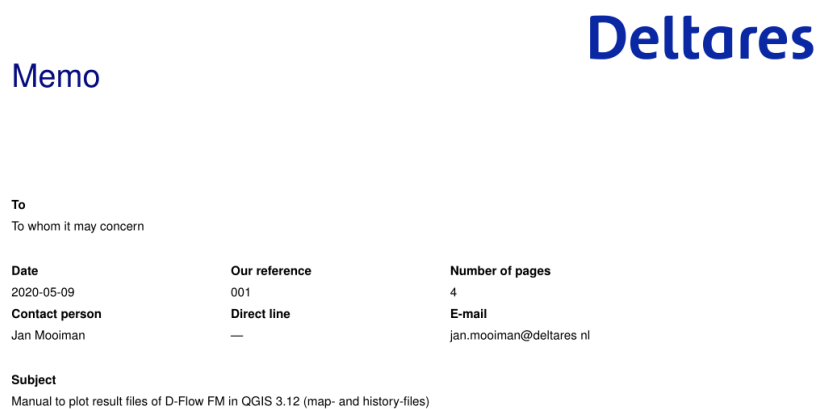 Deltares
Memo
To
To whom it may concern
Date Our reference Number of pages
2020-05-09 001 4
Contact person Direct line E-mail
Jan Mooiman — jan.mooiman@deltares nl
Subject
Manual to plot result files of D-Flow FM in QGIS 3.12 (map- and history-files)